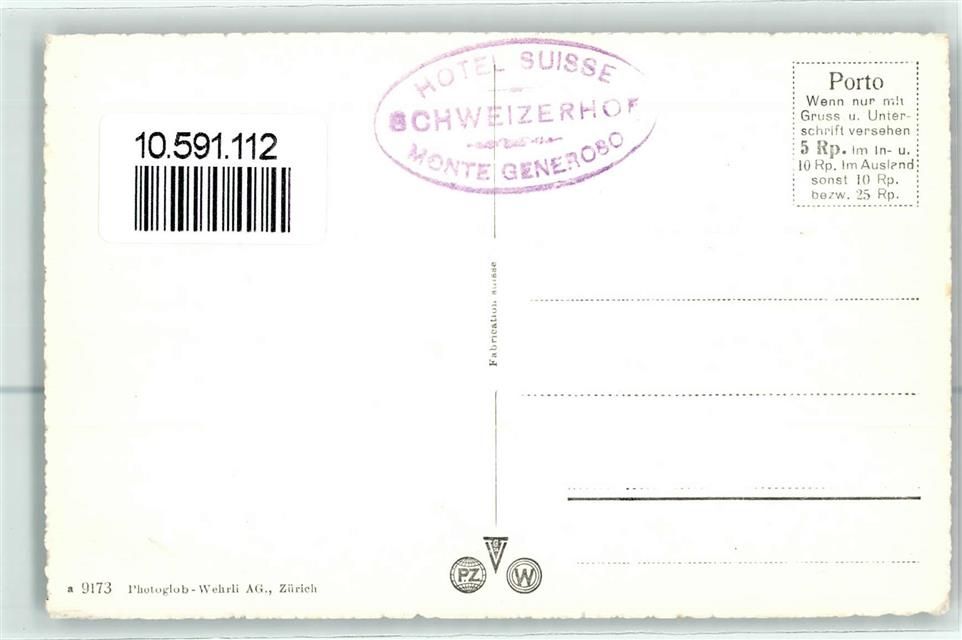 HOTEL SUISSE
SCHWEIZERHOF
MONTE GENEROSO
10.591.112
Porto
Wenn nur mit
Gruss u. Unter-
schrift versehen
5 Rp. im In- u.
10 Rp. im Ausland
sonst 10 Rp.
bezw. 25 Rp.
Fabrication suisse
PZ
W
a 9173 Photoglob-Wehrli AG., Zürich